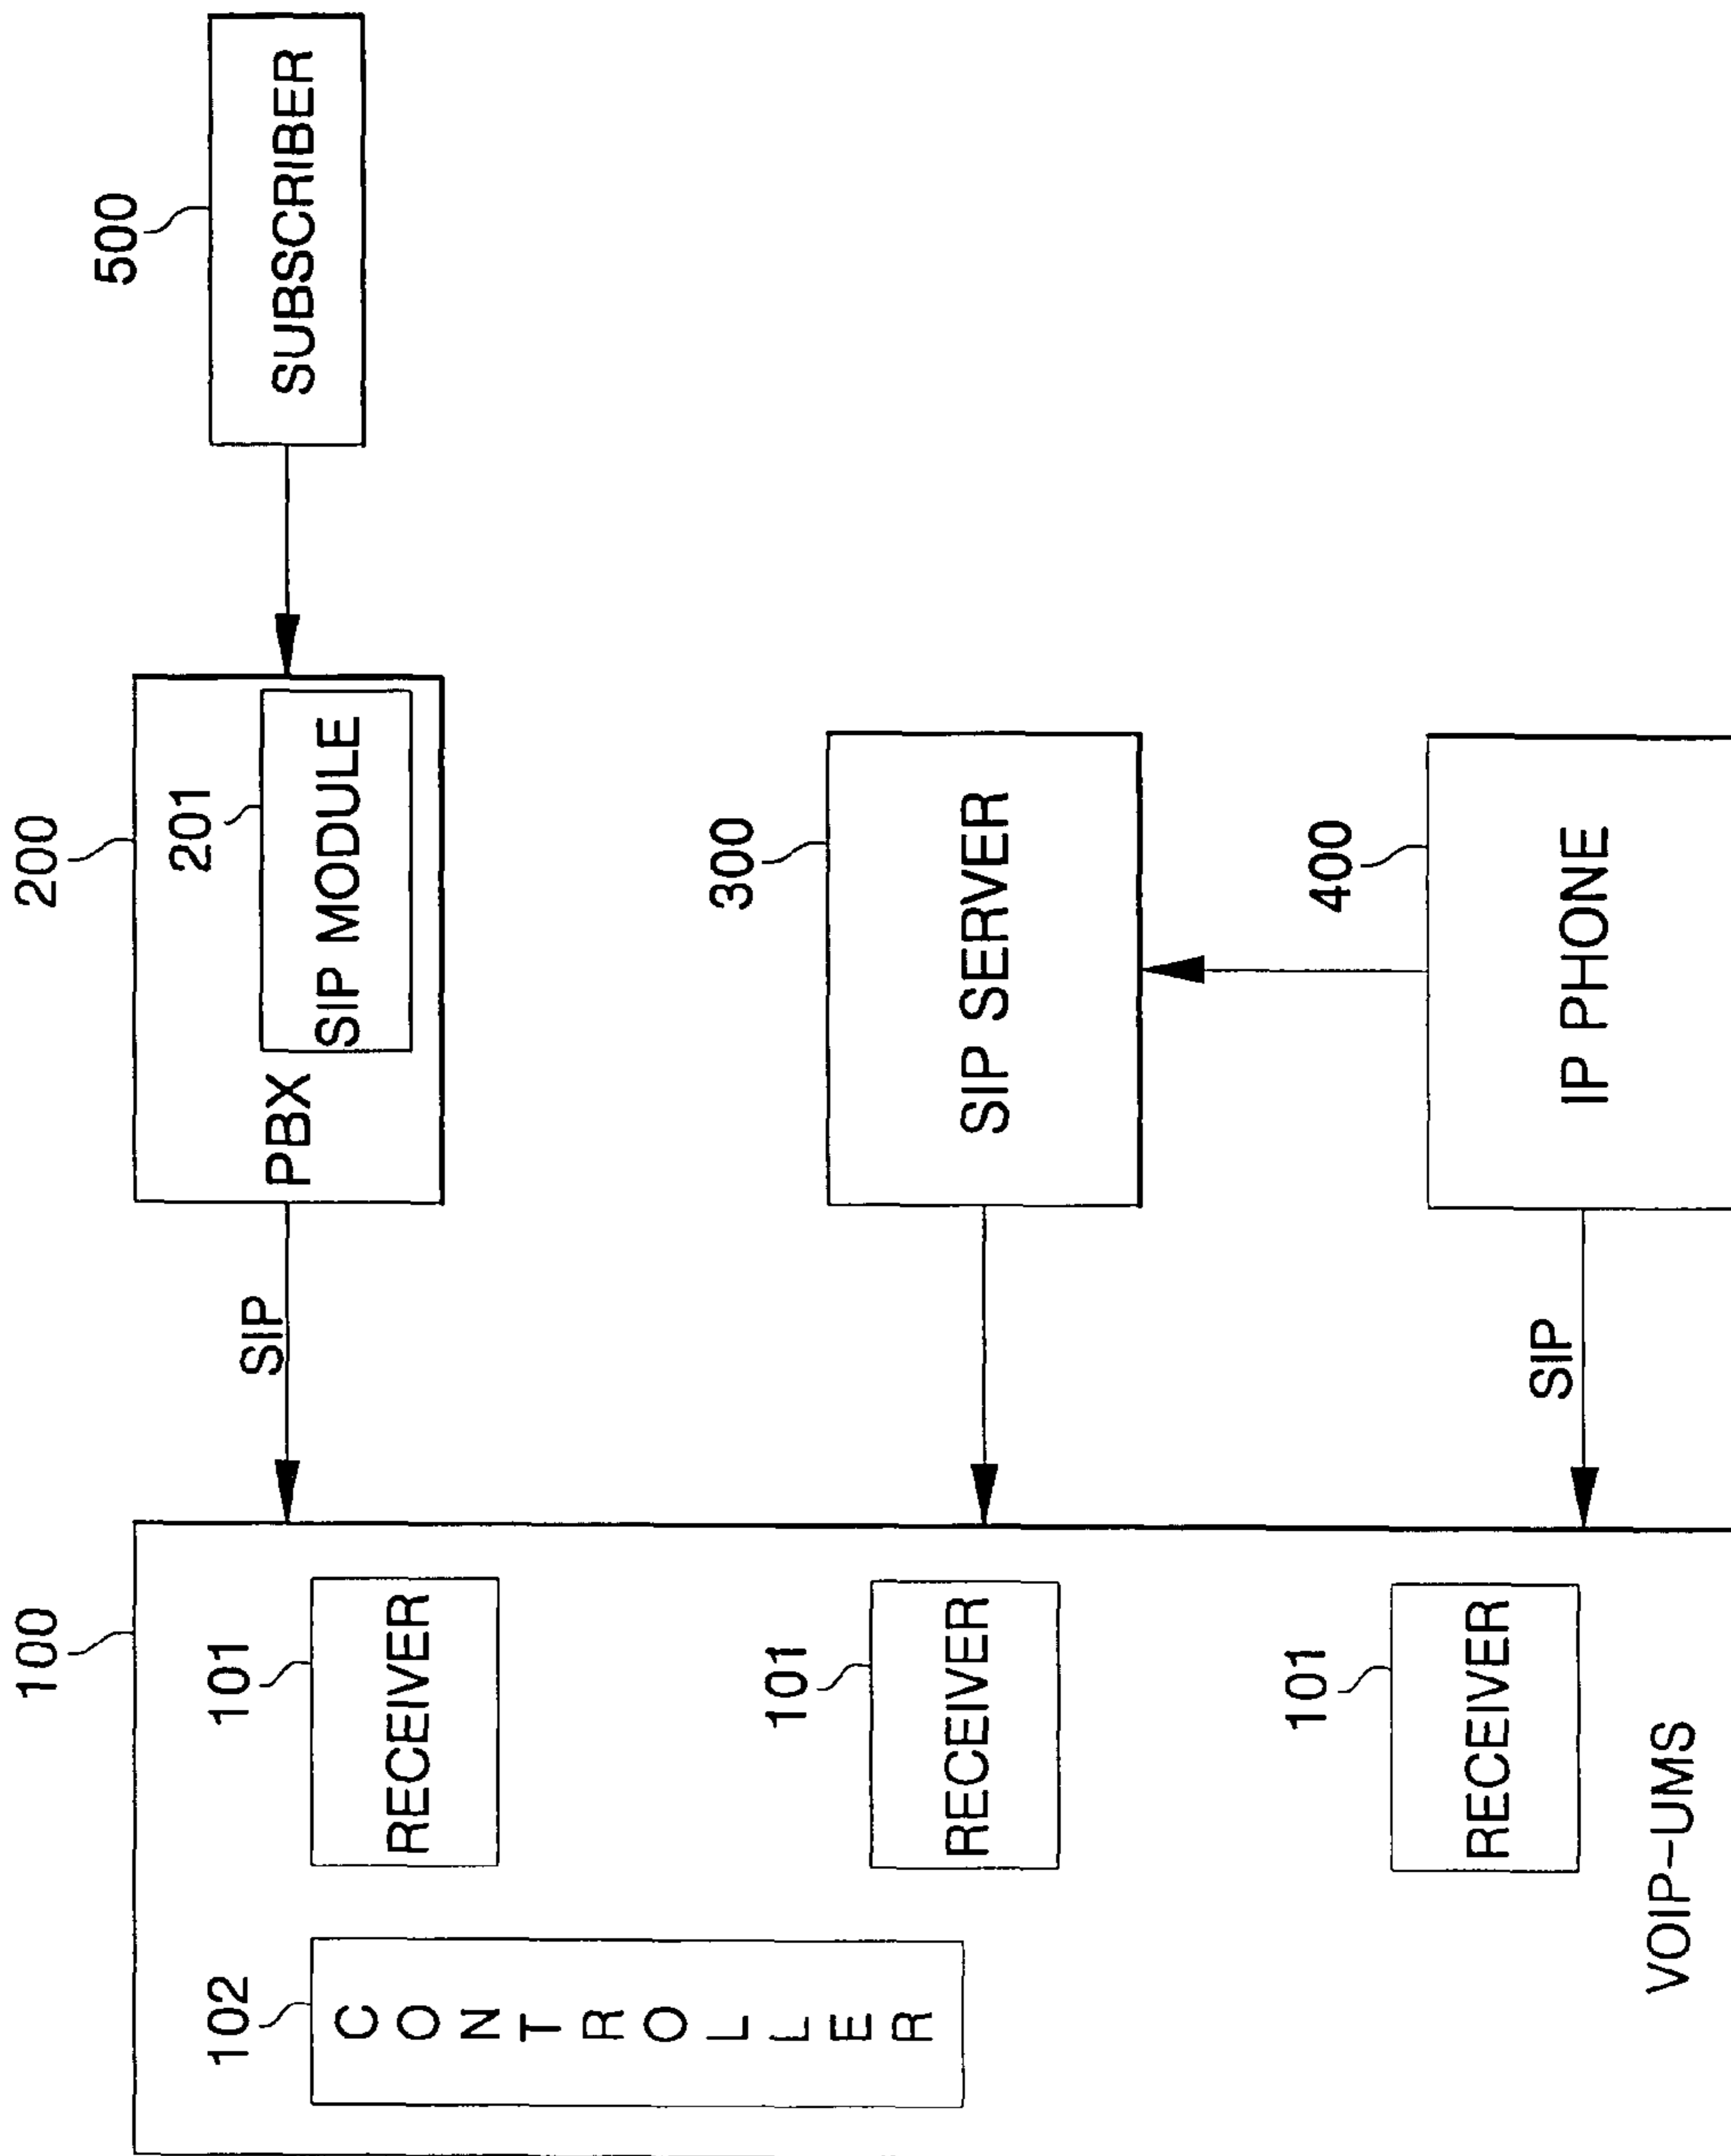 100
102
CONTROLLER
101
RECEIVER
101
RECEIVER
101
RECEIVER
VOIP-UMS
SIP
SIP
200
PBX
201
SIP MODULE
300
SIP SERVER
400
IP PHONE
500
SUBSCRIBER